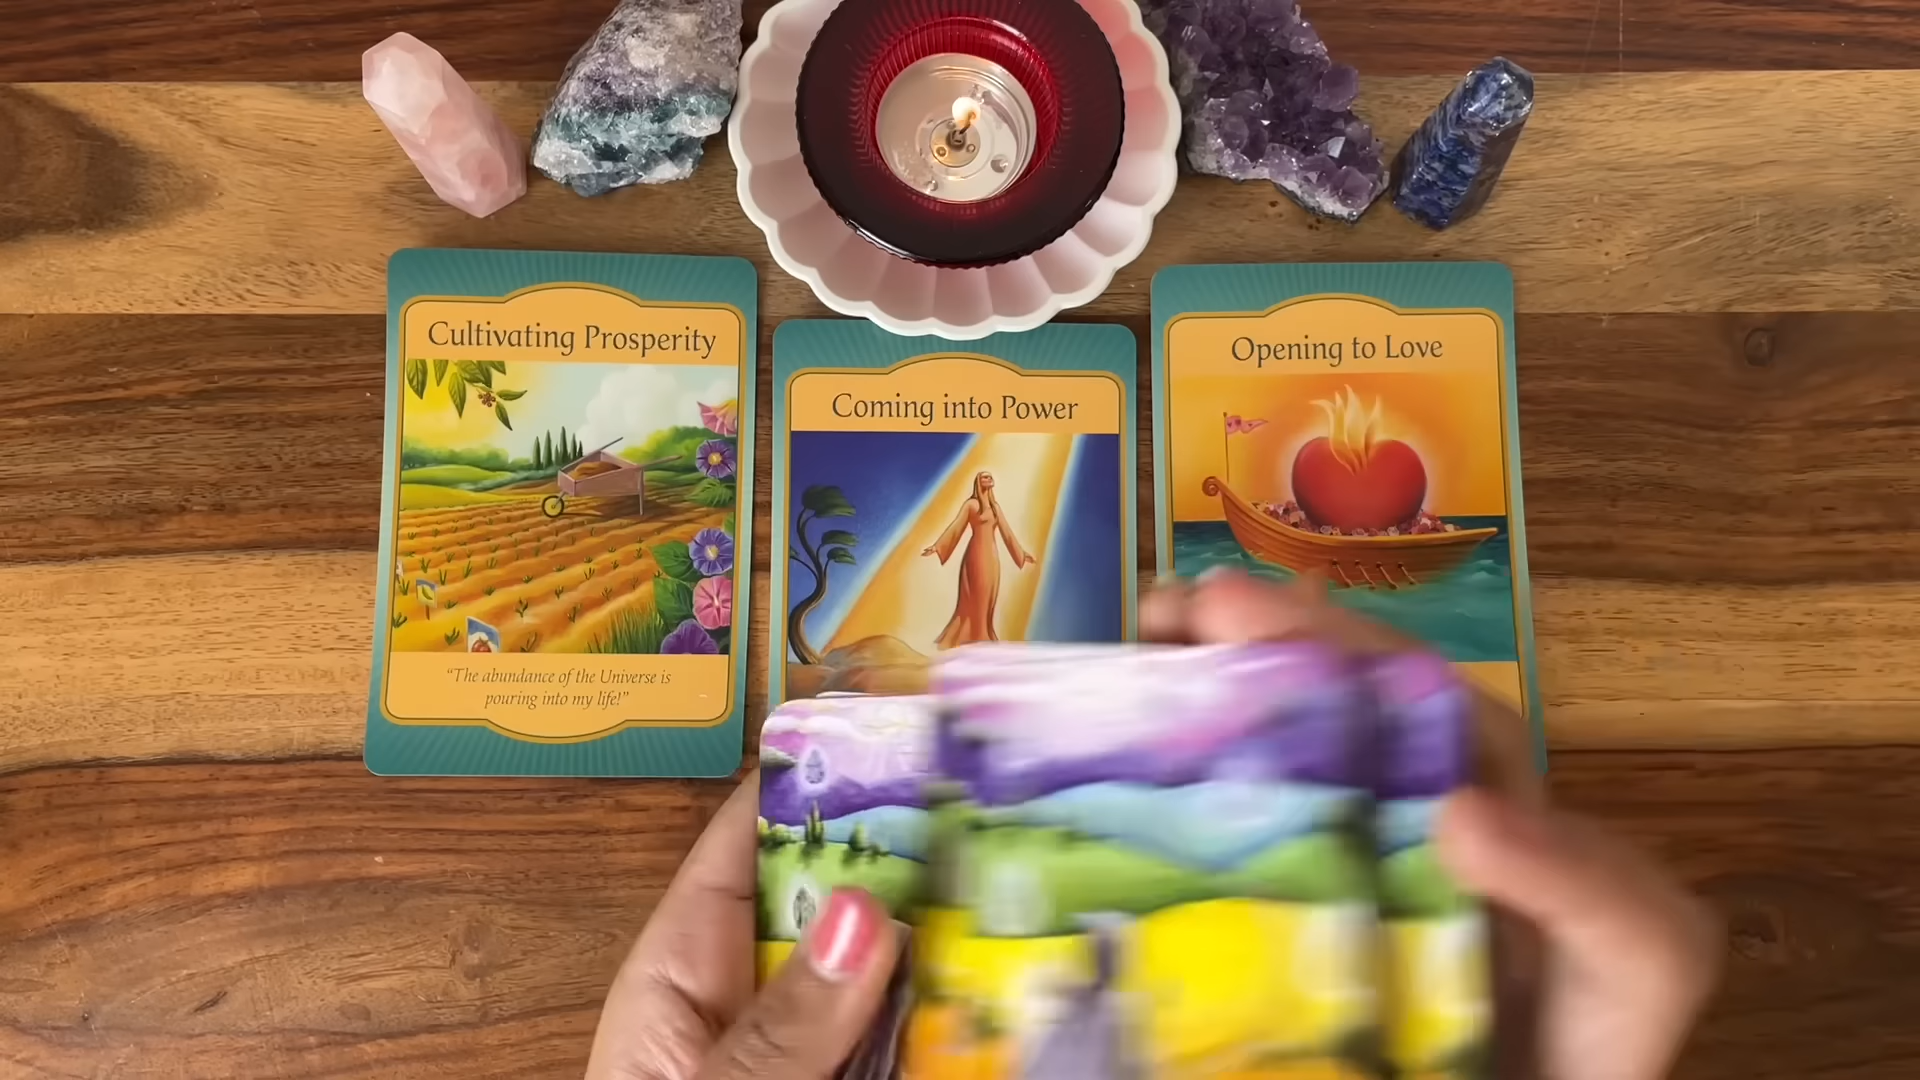 Cultivating Prosperity
"The abundance of the Universe is
pouring into my life!"
Coming into Power
Opening to Love